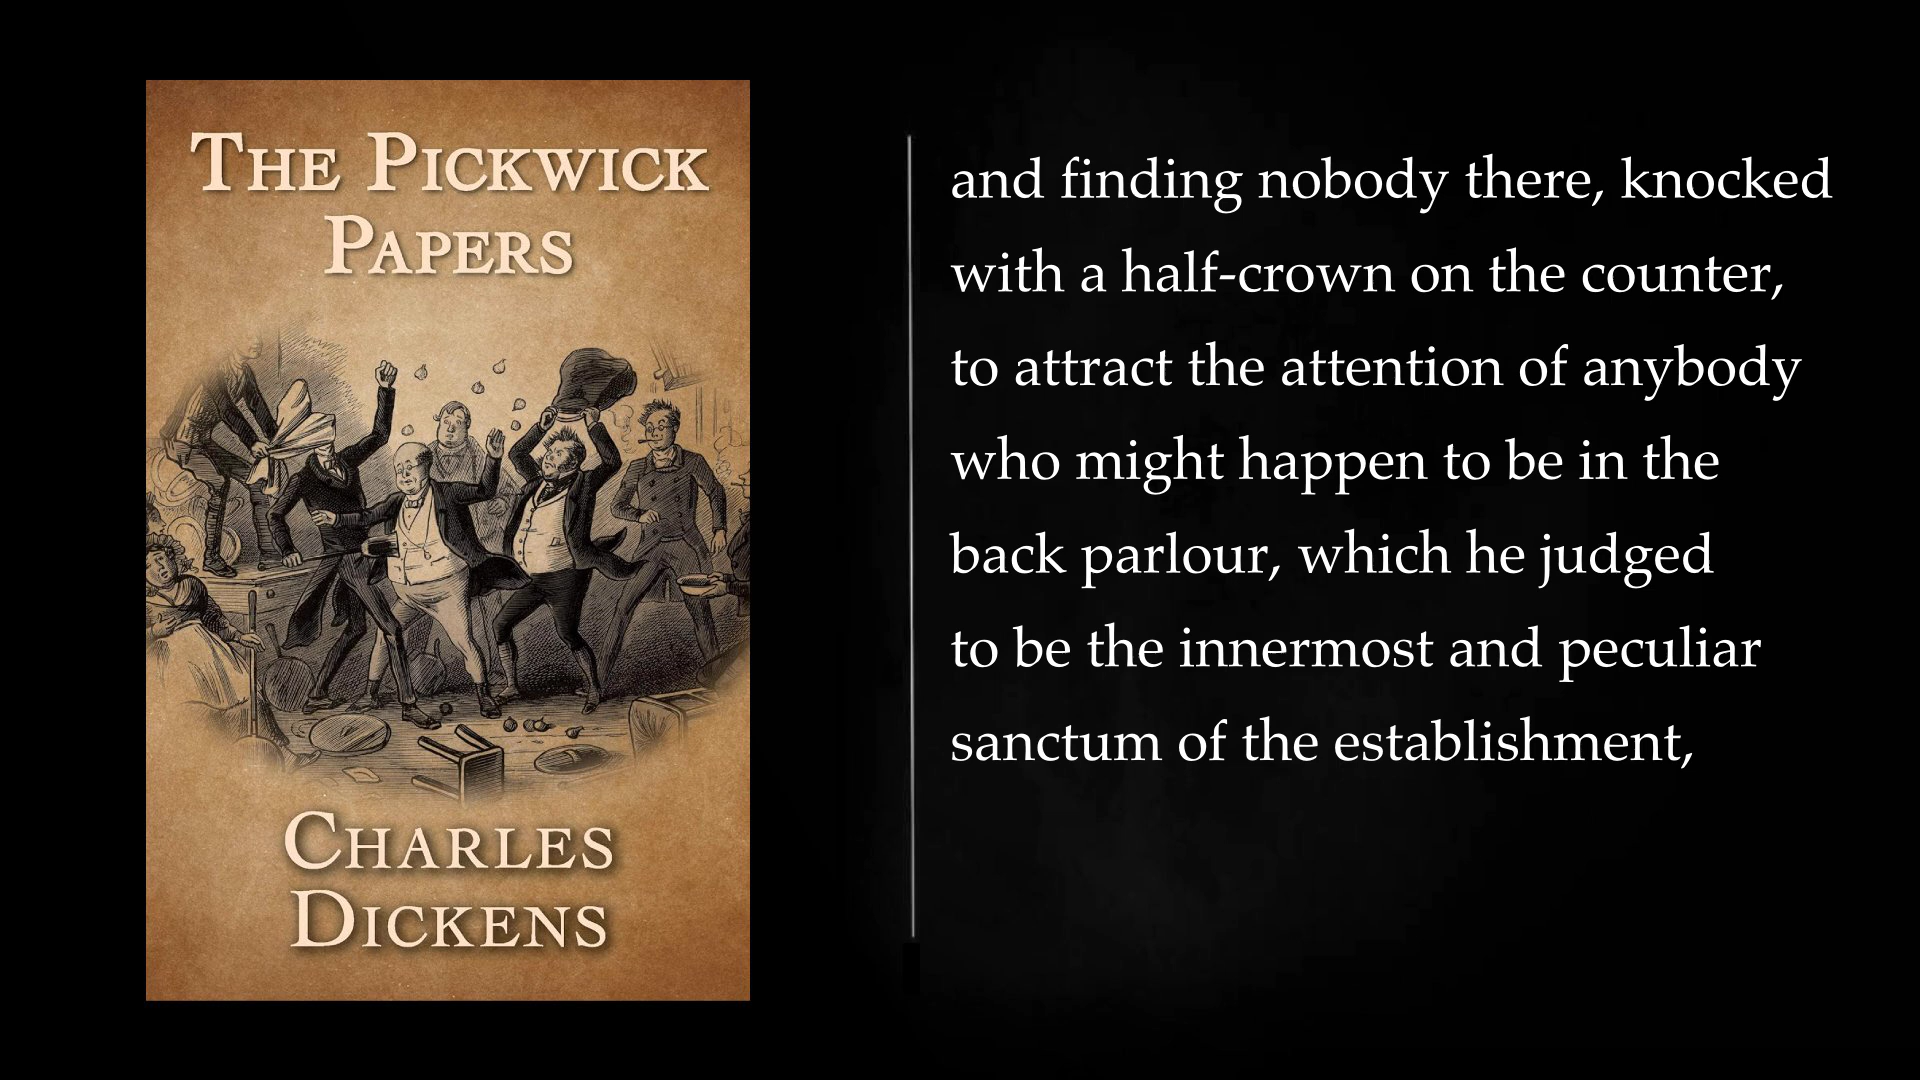 The Pickwick
Papers
Charles
Dickens
and finding nobody there, knocked
with a half-crown on the counter,
to attract the attention of anybody
who might happen to be in the
back parlour, which he judged
to be the innermost and peculiar
sanctum of the establishment,